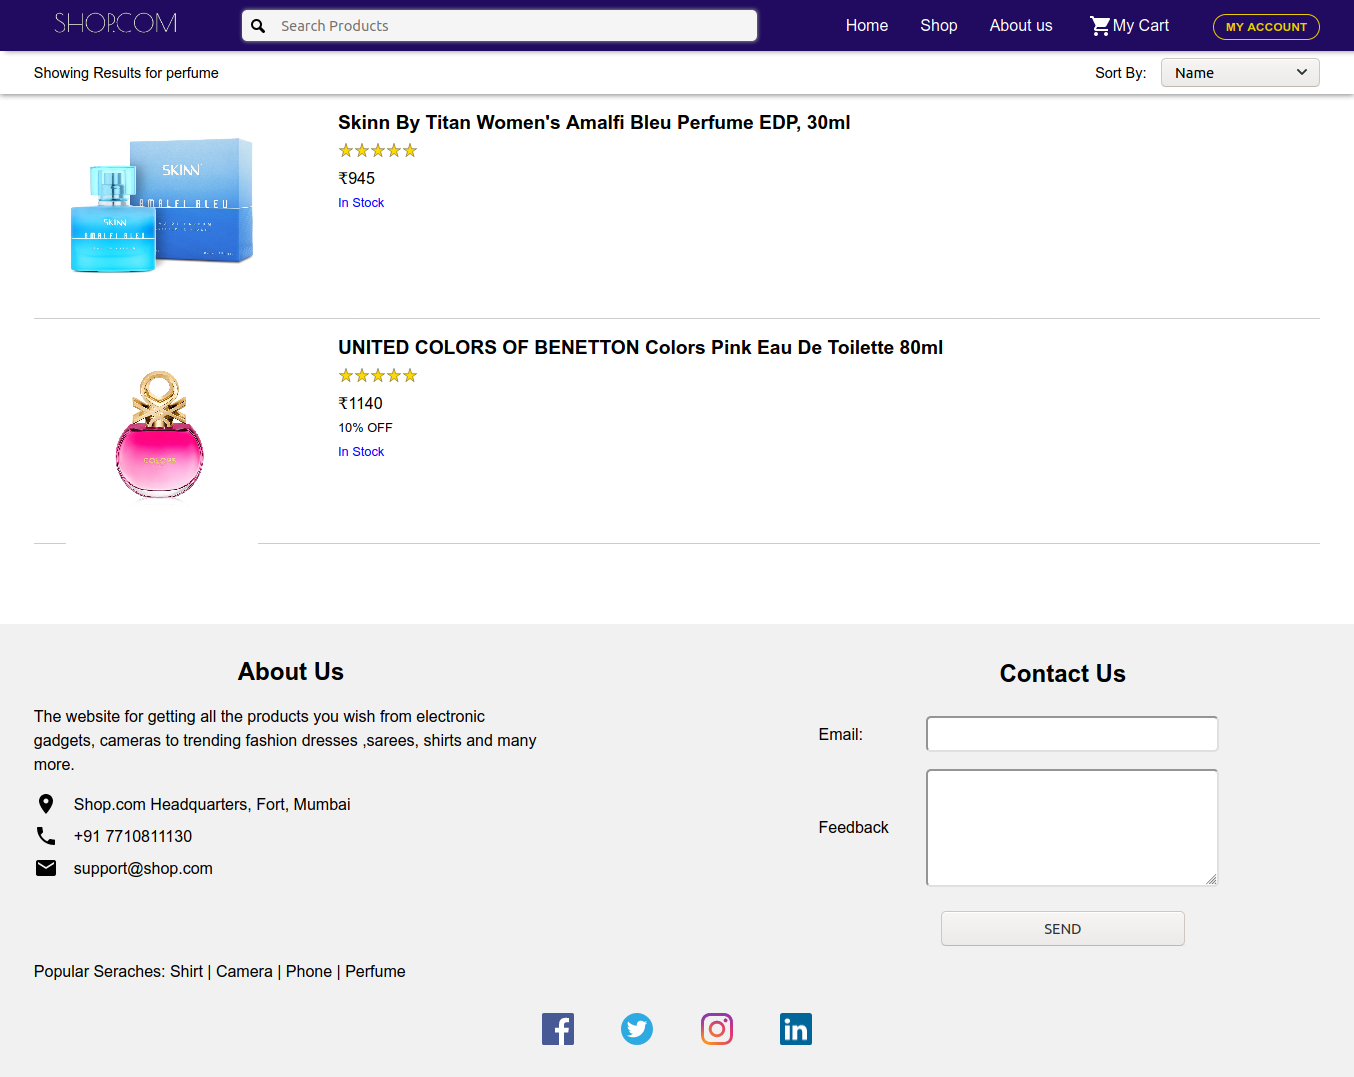 SHOP.COM
Search Products
Home
Shop
About us
My Cart
MY ACCOUNT
Showing Results for perfume
Sort By:
Name
Skinn By Titan Women's Amalfi Bleu Perfume EDP, 30ml
₹945
In Stock
SKINN
AMALFI BLEU
SKINN
AMALFI BLEU
UNITED COLORS OF BENETTON Colors Pink Eau De Toilette 80ml
₹1140
10% OFF
In Stock
COLORS
About Us
The website for getting all the products you wish from electronic
gadgets, cameras to trending fashion dresses ,sarees, shirts and many
more.
Shop.com Headquarters, Fort, Mumbai
+91 7710811130
support@shop.com
Contact Us
Email:
Feedback
SEND
Popular Seraches: Shirt | Camera | Phone | Perfume